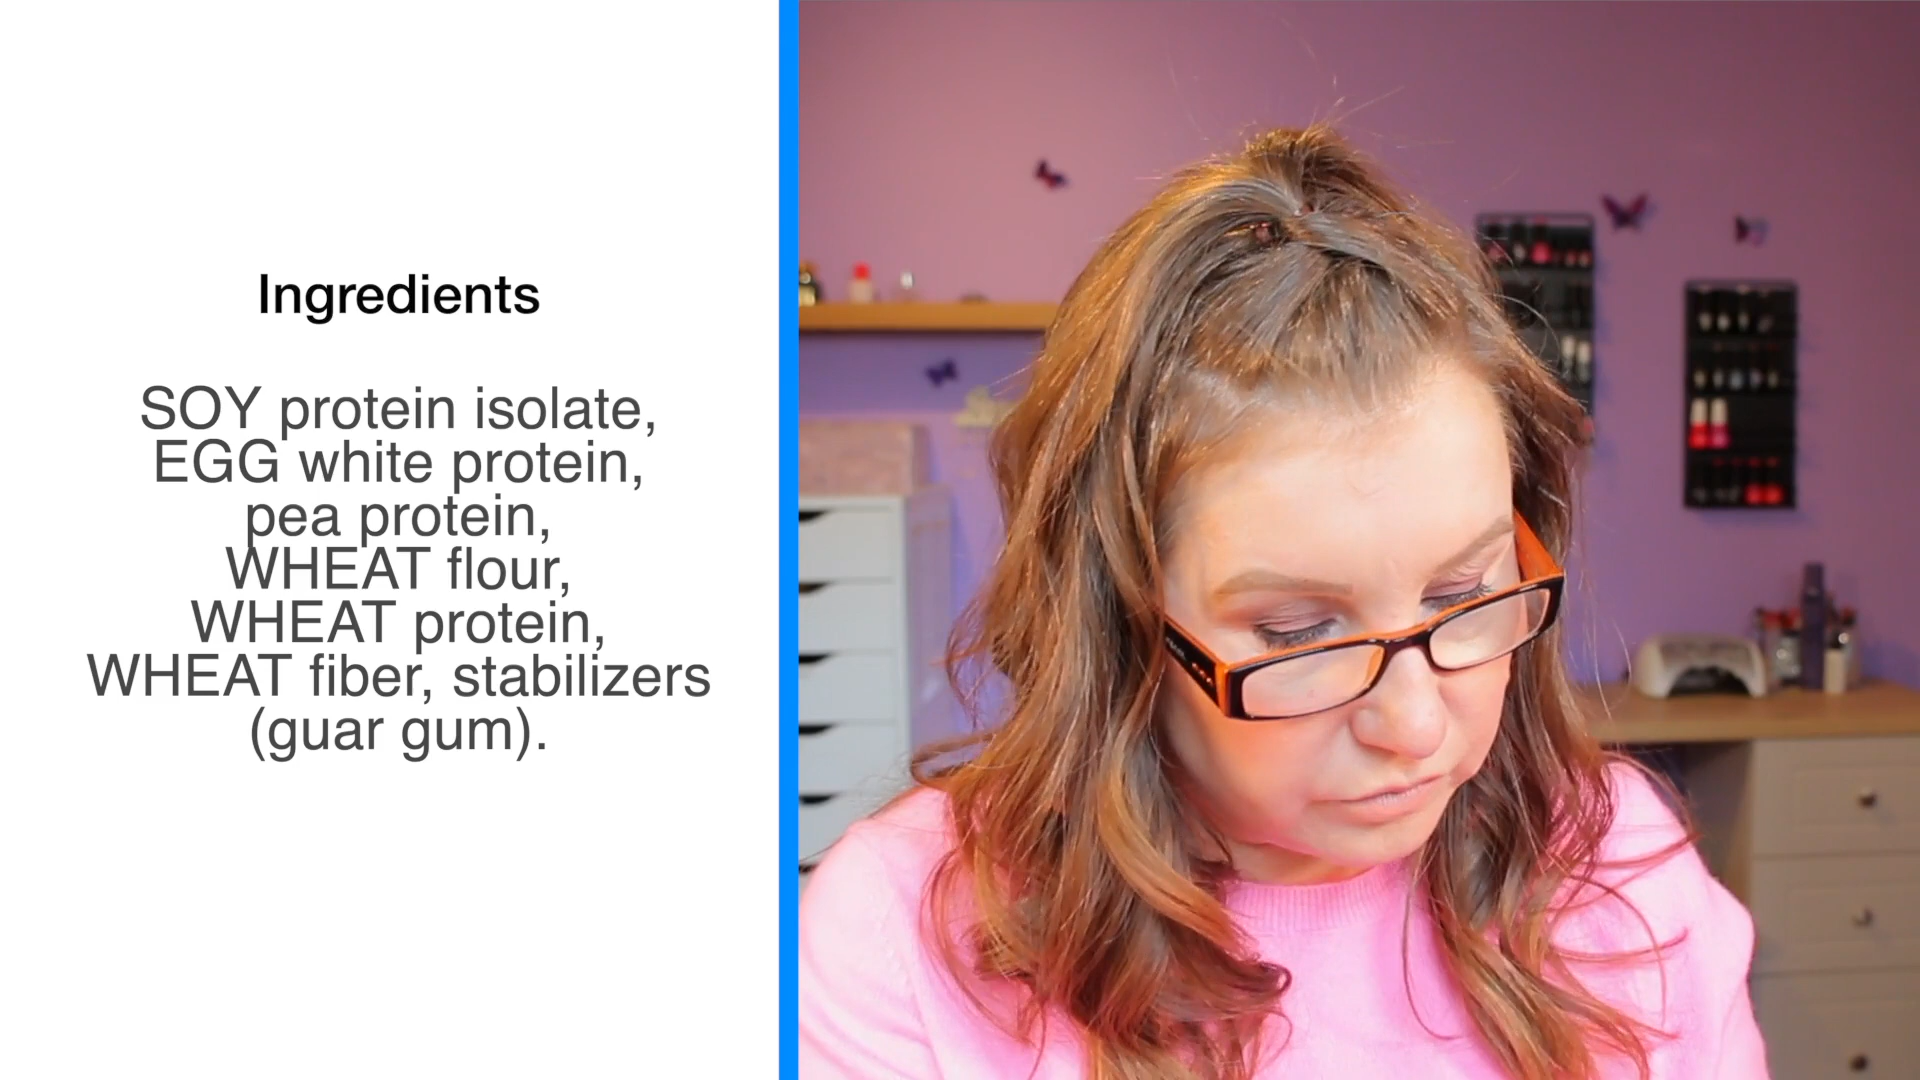 Ingredients
SOY protein isolate,
EGG white protein,
pea protein,
WHEAT flour,
WHEAT protein,
WHEAT fiber, stabilizers
(guar gum).